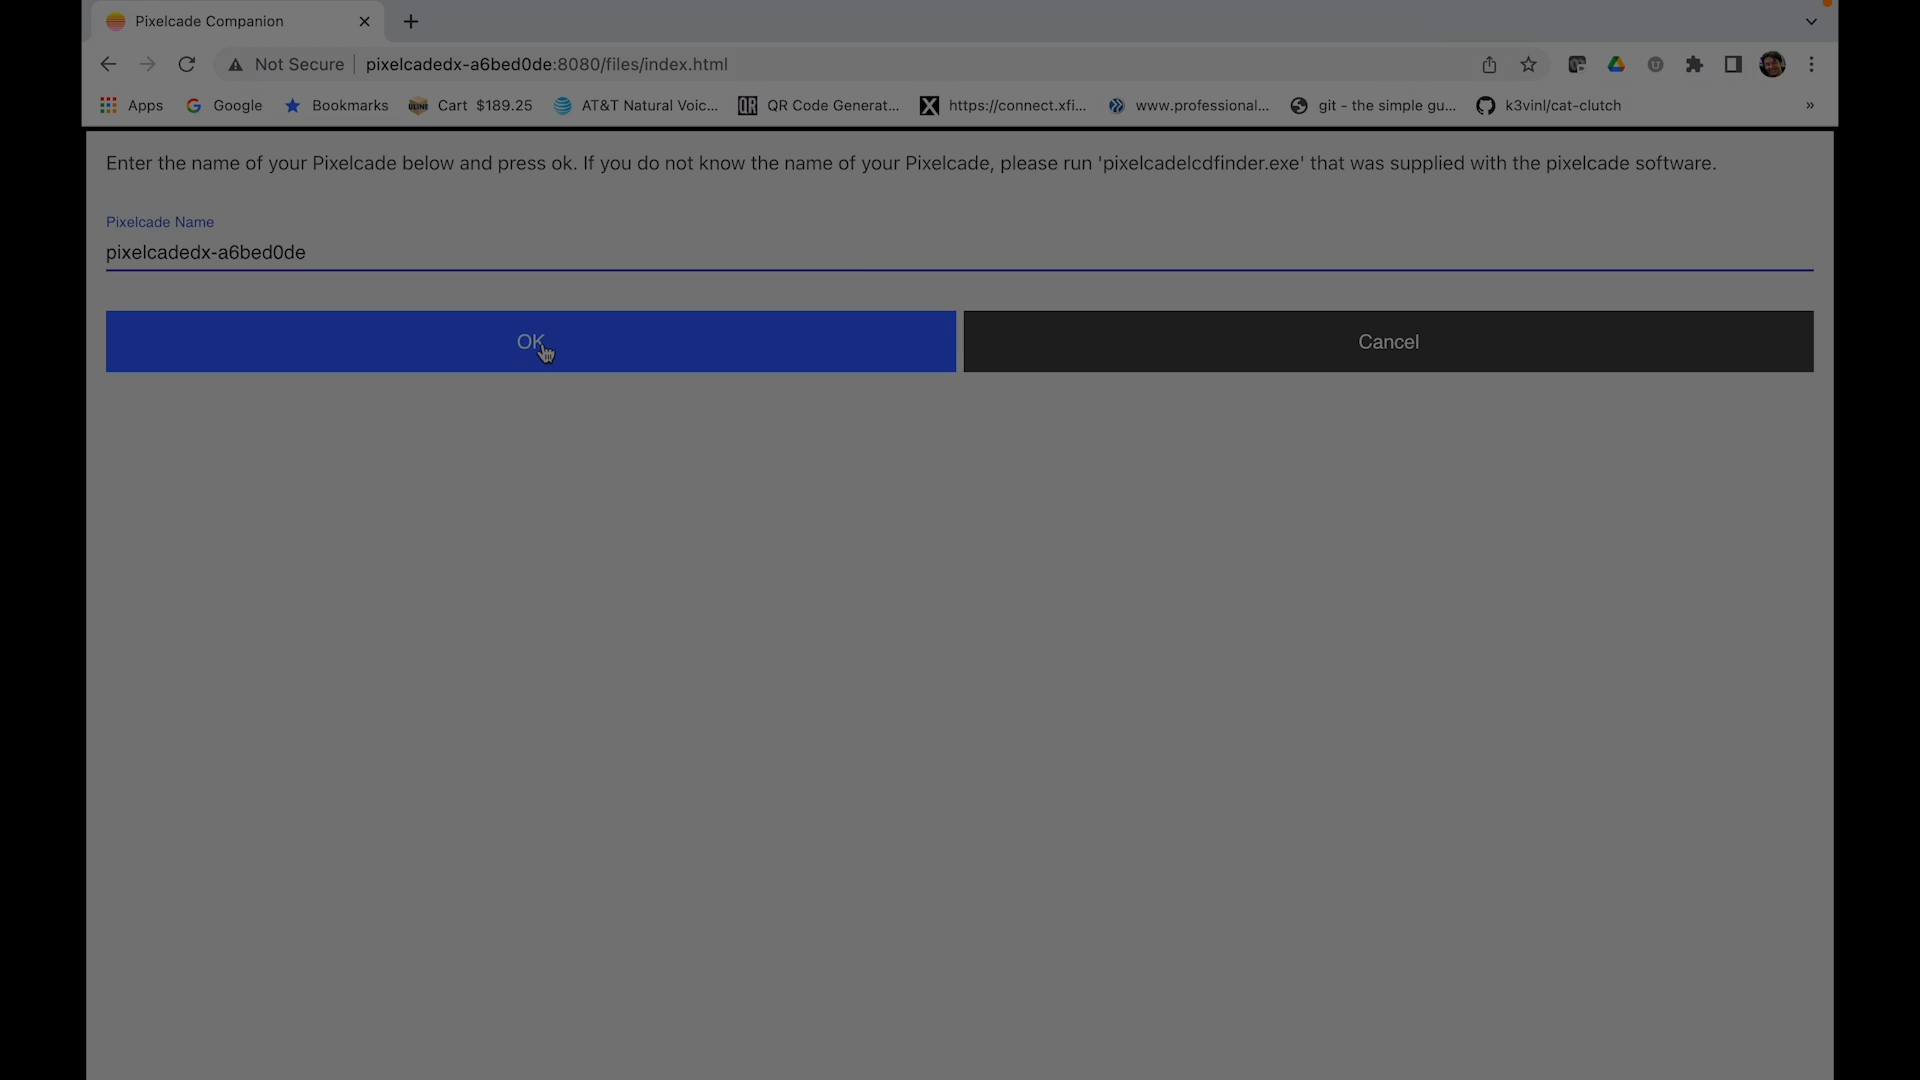 Pixelcade Companion
Not Secure pixelcadedx-a6bed0de:8080/files/index.html
Apps Google Bookmarks Cart $189.25 AT&T Natural Voic... QR QR Code Generat... https://connect.xfi... www.professional... git - the simple gu... k3vinl/cat-clutch »
Enter the name of your Pixelcade below and press ok. If you do not know the name of your Pixelcade, please run 'pixelcadelcdfinder.exe' that was supplied with the pixelcade software.
Pixelcade Name
pixelcadedx-a6bed0de
OK Cancel